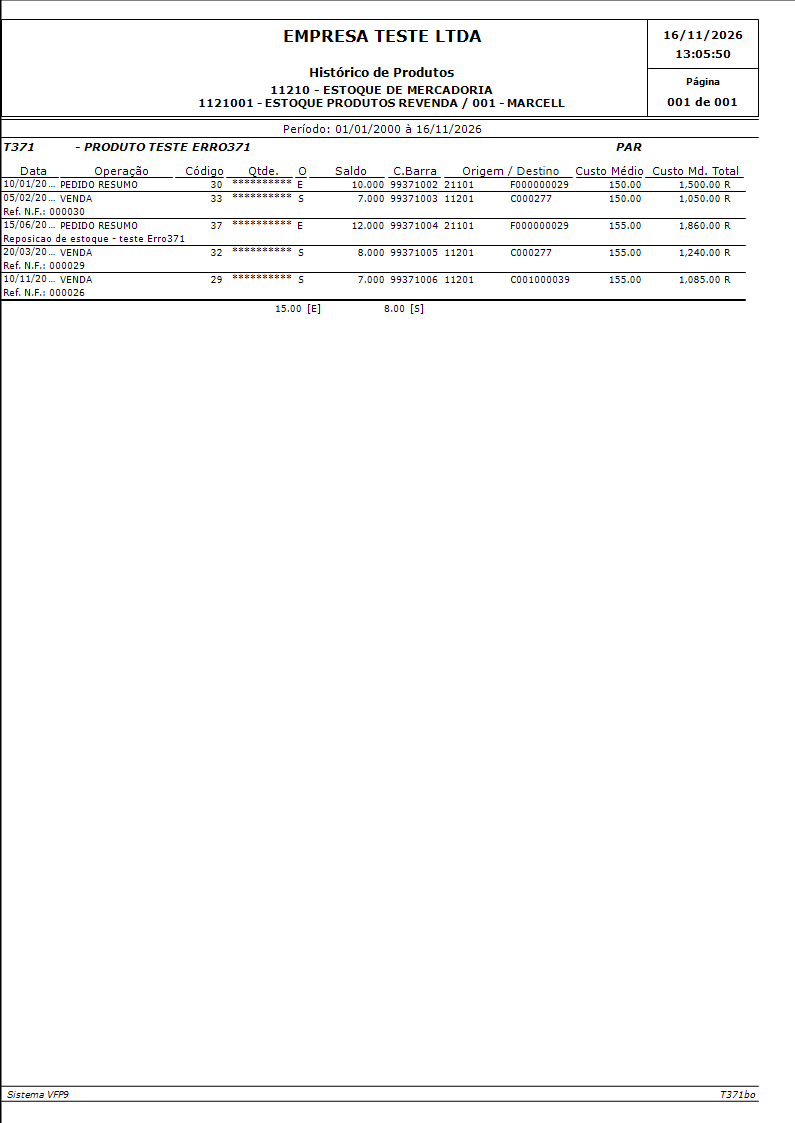 EMPRESA TESTE LTDA
16/11/2026
13:05:50
Histórico de Produtos
Página
11210 - ESTOQUE DE MERCADORIA
1121001 - ESTOQUE PRODUTOS REVENDA / 001 - MARCELL
001 de 001
Período: 01/01/2000 à 16/11/2026
T371 - PRODUTO TESTE ERRO371 PAR
Data Operação Código Qtde. O Saldo C.Barra Origem / Destino Custo Médio Custo Md. Total
10/01/20... PEDIDO RESUMO 30 ********** E 10.000 99371002 21101 F000000029 150.00 1,500.00 R
05/02/20... VENDA 33 ********** S 7.000 99371003 11201 C000277 150.00 1,050.00 R
Ref. N.F.: 000030
15/06/20... PEDIDO RESUMO 37 ********** E 12.000 99371004 21101 F000000029 155.00 1,860.00 R
Reposicao de estoque - teste Erro371
20/03/20... VENDA 32 ********** S 8.000 99371005 11201 C000277 155.00 1,240.00 R
Ref. N.F.: 000029
10/11/20... VENDA 29 ********** S 7.000 99371006 11201 C001000039 155.00 1,085.00 R
Ref. N.F.: 000026
15.00 [E] 8.00 [S]
Sistema VFP9 T371bo